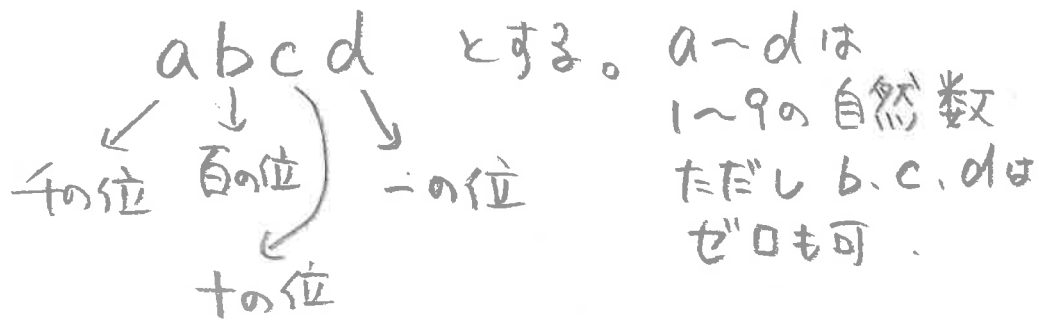 abcd とする。 a〜dは
1〜9の自然数
千の位 百の位 一の位 ただし b、c、dは
ゼロも可.
十の位